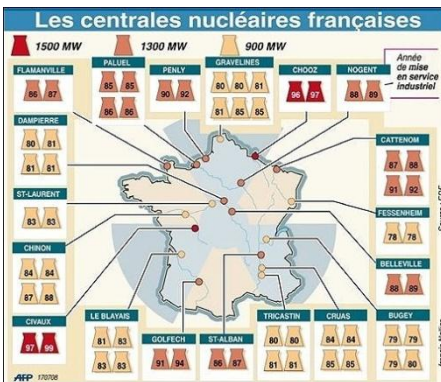 Les centrales nucléaires françaises
1500 MW
1300 MW
900 MW
Année
de mise
en service
industriel
FLAMANVILLE
86 87
PALUEL
85 85
86 86
PENLY
90 92
GRAVELINES
80 80 81
81 85 85
CHOOZ
96 97
NOGENT
88 89
DAMPIERRE
80 81
81 81
CATTENOM
87 88
91 92
ST-LAURENT
83 83
FESSENHEIM
78 78
CHINON
84 84
87 88
BELLEVILLE
88 89
CIVAUX
97 99
LE BLAYAIS
81 83
83 83
GOLFECH
91 94
ST-ALBAN
86 87
TRICASTIN
80 80
81 81
CRUAS
84 84
85 85
BUGEY
79 79
79 80
AFP 170708